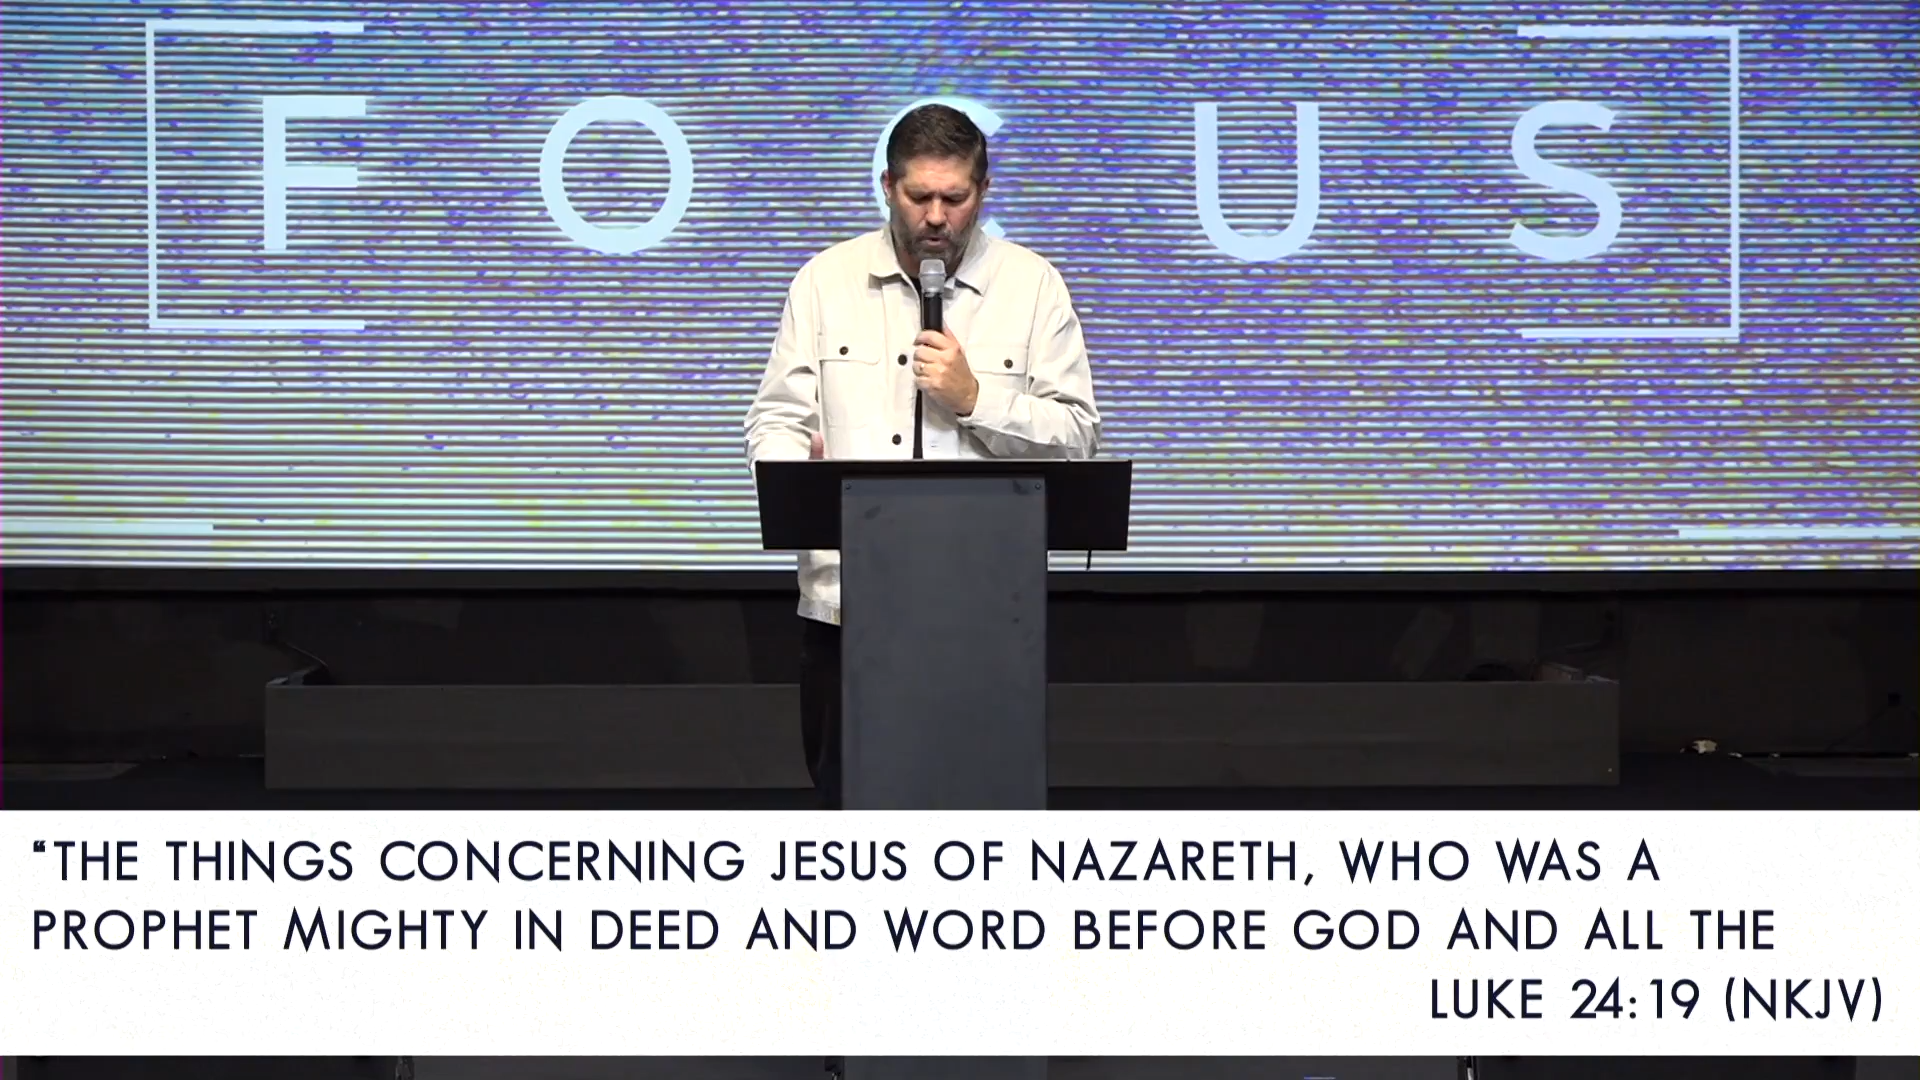 FOCUS
“THE THINGS CONCERNING JESUS OF NAZARETH, WHO WAS A
PROPHET MIGHTY IN DEED AND WORD BEFORE GOD AND ALL THE
LUKE 24:19 (NKJV)